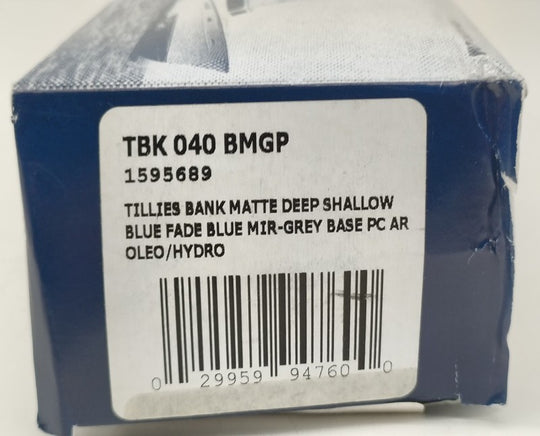 TBK 040 BMGP
1595689
TILLIES BANK MATTE DEEP SHALLOW
BLUE FADE BLUE MIR-GREY BASE PC AR
OLEO/HYDRO
0 29959 94760 0